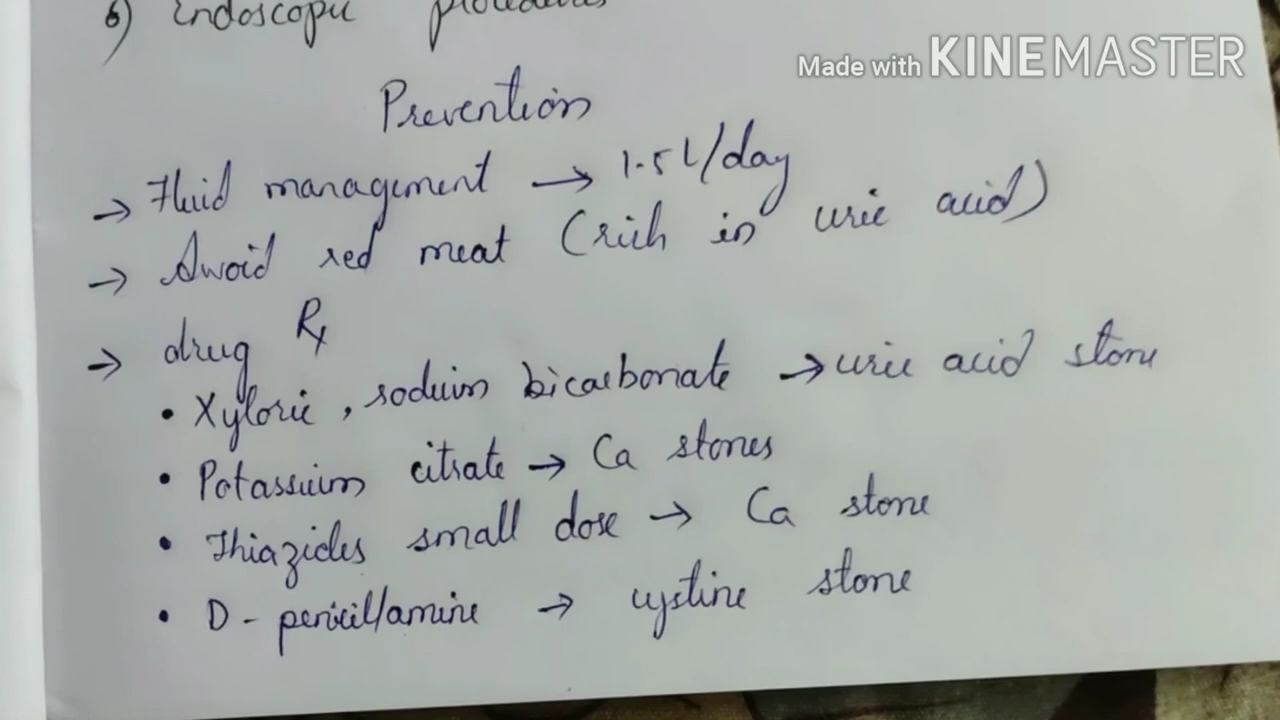 6) Endoscopic procedures
Made with KINEMASTER
Prevention
→ Fluid management → 1.5 L/day
→ Avoid red meat (rich in uric acid)
→ drug Rx
• Xyloric, sodium bicarbonate → uric acid stone
• Potassium citrate → Ca stones
• Thiazides small dose → Ca stone
• D-penicillamine → cystine stone